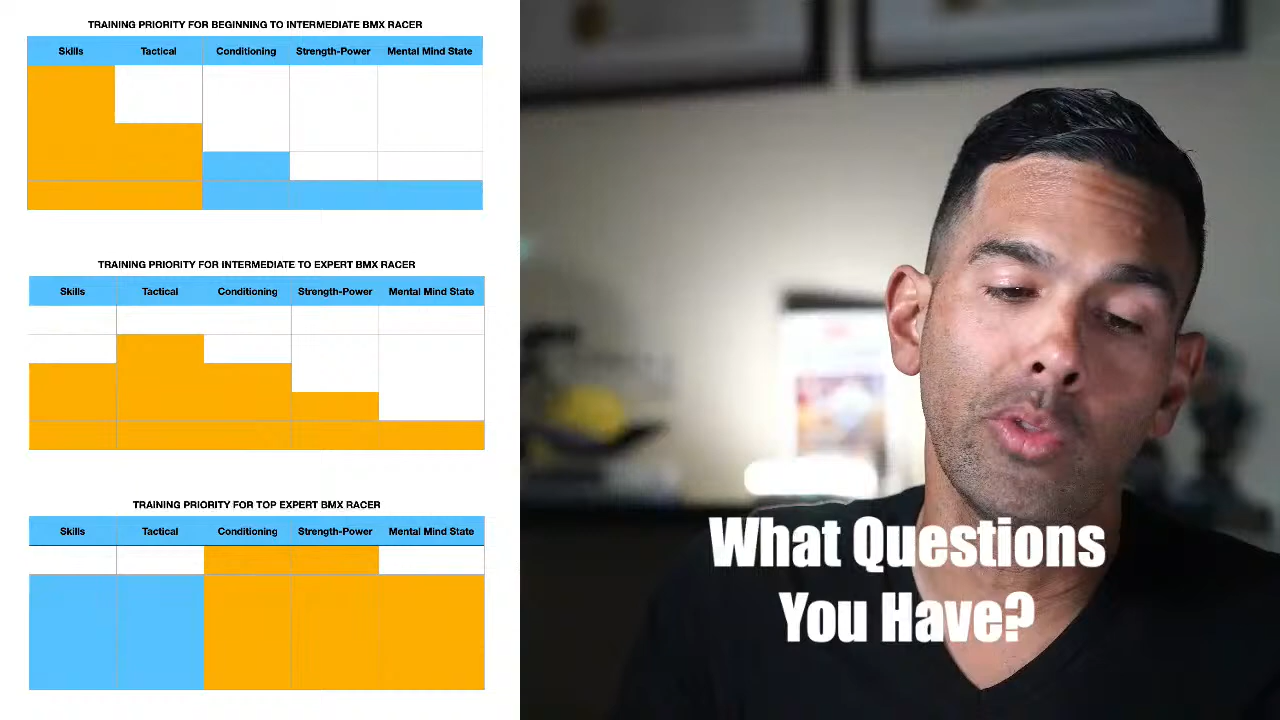 TRAINING PRIORITY FOR BEGINNING TO INTERMEDIATE BMX RACER
Skills Tactical Conditioning Strength-Power Mental Mind State
TRAINING PRIORITY FOR INTERMEDIATE TO EXPERT BMX RACER
Skills Tactical Conditioning Strength-Power Mental Mind State
TRAINING PRIORITY FOR TOP EXPERT BMX RACER
Skills Tactical Conditioning Strength-Power Mental Mind State
What Questions
You Have?